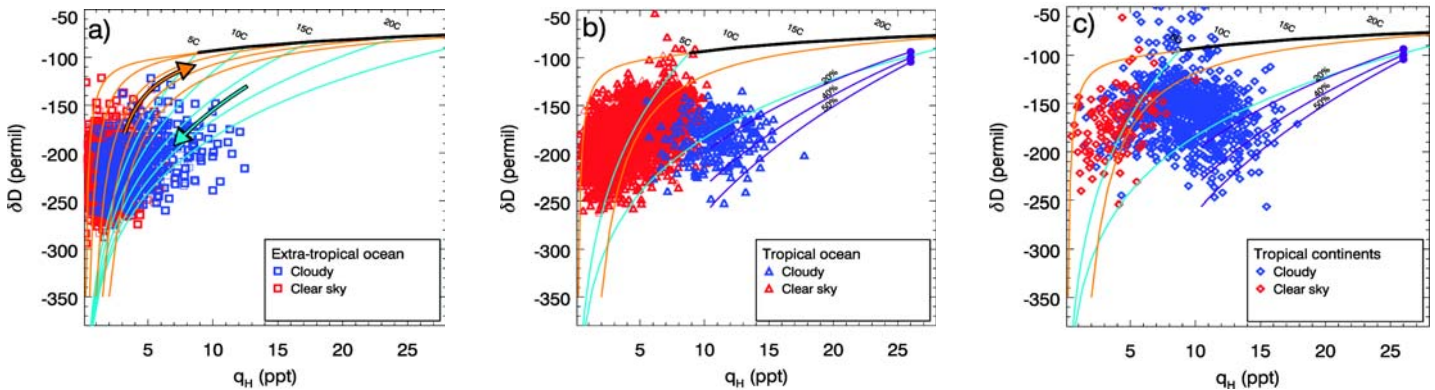 a)
-50
-100
-150
-200
-250
-300
-350
δD (permil)
5C
10C
15C
20C
Extra-tropical ocean
Cloudy
Clear sky
5
10
15
20
25
q_H (ppt)
b)
-50
-100
-150
-200
-250
-300
-350
δD (permil)
5C
10C
15C
20C
20%
40%
50%
Tropical ocean
Cloudy
Clear sky
5
10
15
20
25
q_H (ppt)
c)
-50
-100
-150
-200
-250
-300
-350
δD (permil)
10C
15C
20C
20%
40%
50%
Tropical continents
Cloudy
Clear sky
5
10
15
20
25
q_H (ppt)